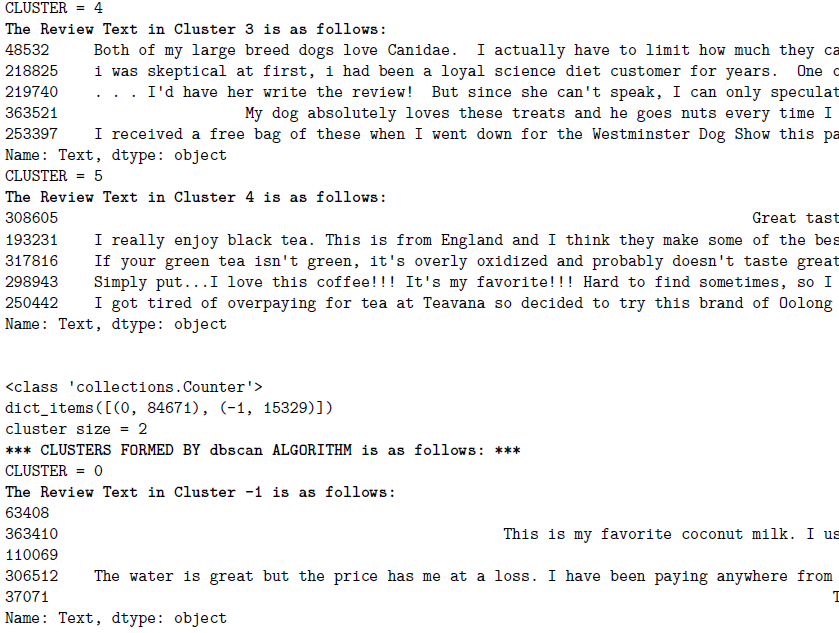 CLUSTER = 4
The Review Text in Cluster 3 is as follows:
48532 Both of my large breed dogs love Canidae. I actually have to limit how much they ca
218825 i was skeptical at first, i had been a loyal science diet customer for years. One c
219740 . . . I'd have her write the review! But since she can't speak, I can only speculat
363521 My dog absolutely loves these treats and he goes nuts every time I
253397 I received a free bag of these when I went down for the Westminster Dog Show this pa
Name: Text, dtype: object
CLUSTER = 5
The Review Text in Cluster 4 is as follows:
308605 Great tast
193231 I really enjoy black tea. This is from England and I think they make some of the bes
317816 If your green tea isn't green, it's overly oxidized and probably doesn't taste great
298943 Simply put...I love this coffee!!! It's my favorite!!! Hard to find sometimes, so I
250442 I got tired of overpaying for tea at Teavana so decided to try this brand of Oolong
Name: Text, dtype: object
<class 'collections.Counter'>
dict_items([(0, 84671), (-1, 15329)])
cluster size = 2
*** CLUSTERS FORMED BY dbscan ALGORITHM is as follows: ***
CLUSTER = 0
The Review Text in Cluster -1 is as follows:
63408
363410 This is my favorite coconut milk. I us
110069
306512 The water is great but the price has me at a loss. I have been paying anywhere from
37071 T
Name: Text, dtype: object